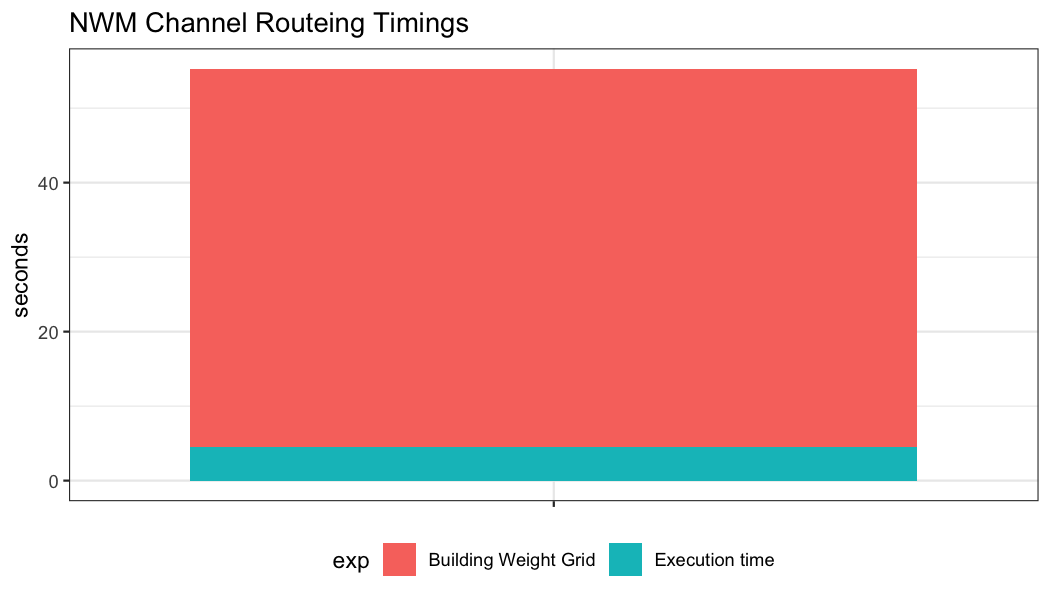 NWM Channel Routeing Timings
seconds
40
20
0
exp Building Weight Grid Execution time